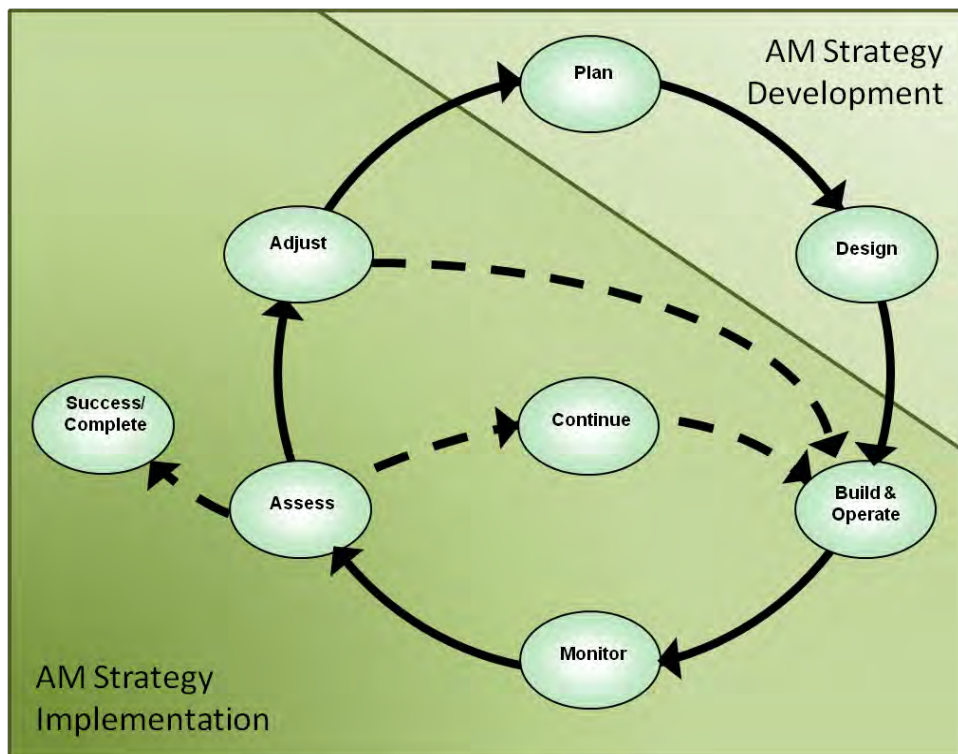 AM Strategy
Development
Plan
Design
Adjust
Success/
Complete
Continue
Assess
Build &
Operate
Monitor
AM Strategy
Implementation